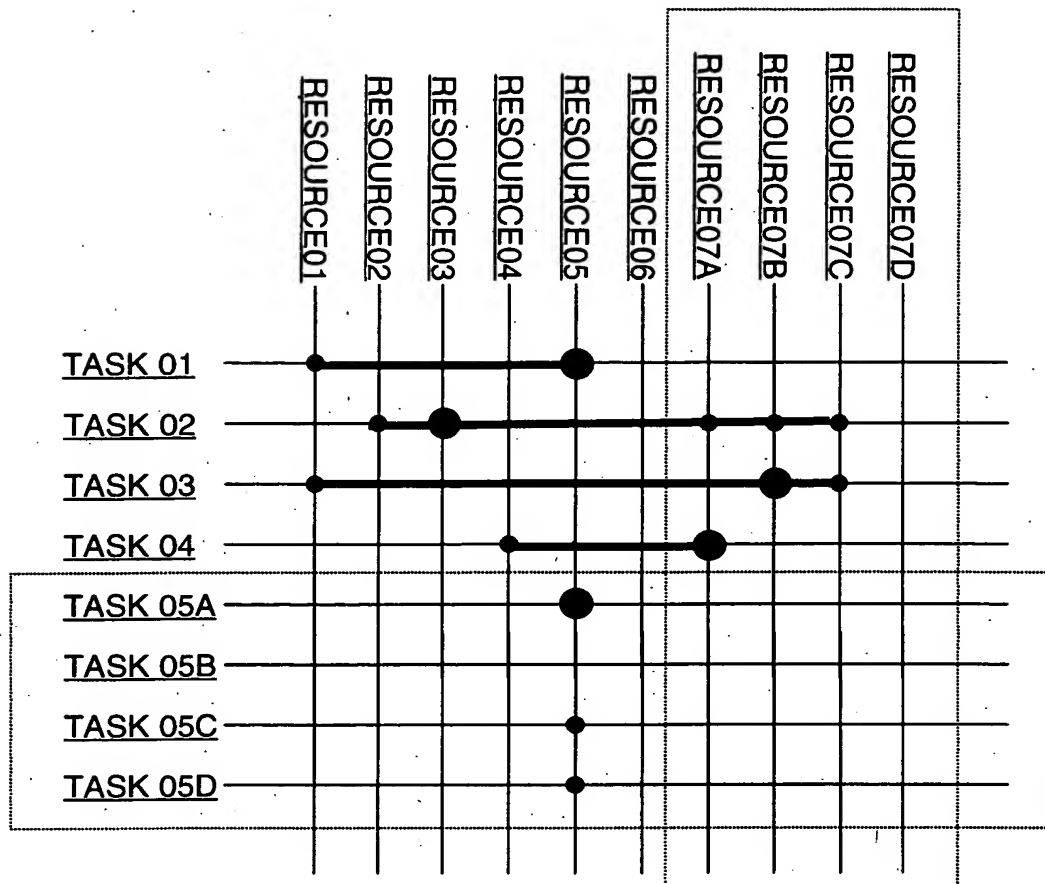 RESOURCE01
RESOURCE02
RESOURCE03
RESOURCE04
RESOURCE05
RESOURCE06
RESOURCE07A
RESOURCE07B
RESOURCE07C
RESOURCE07D
TASK 01
TASK 02
TASK 03
TASK 04
TASK 05A
TASK 05B
TASK 05C
TASK 05D